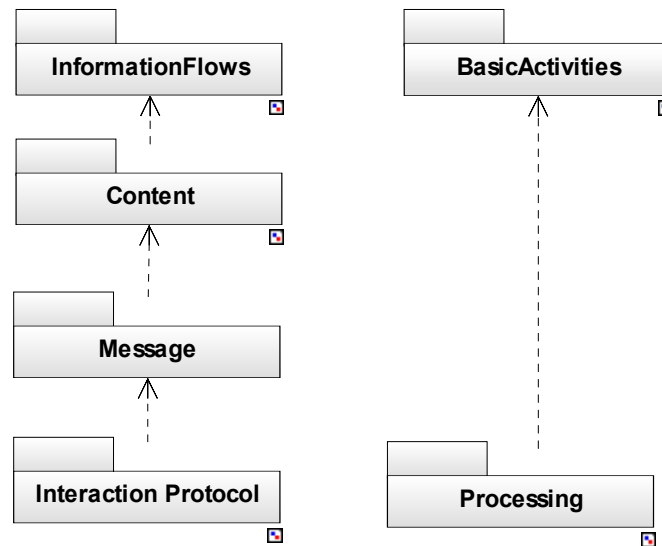 InformationFlows
BasicActivities
Content
Message
Interaction Protocol
Processing